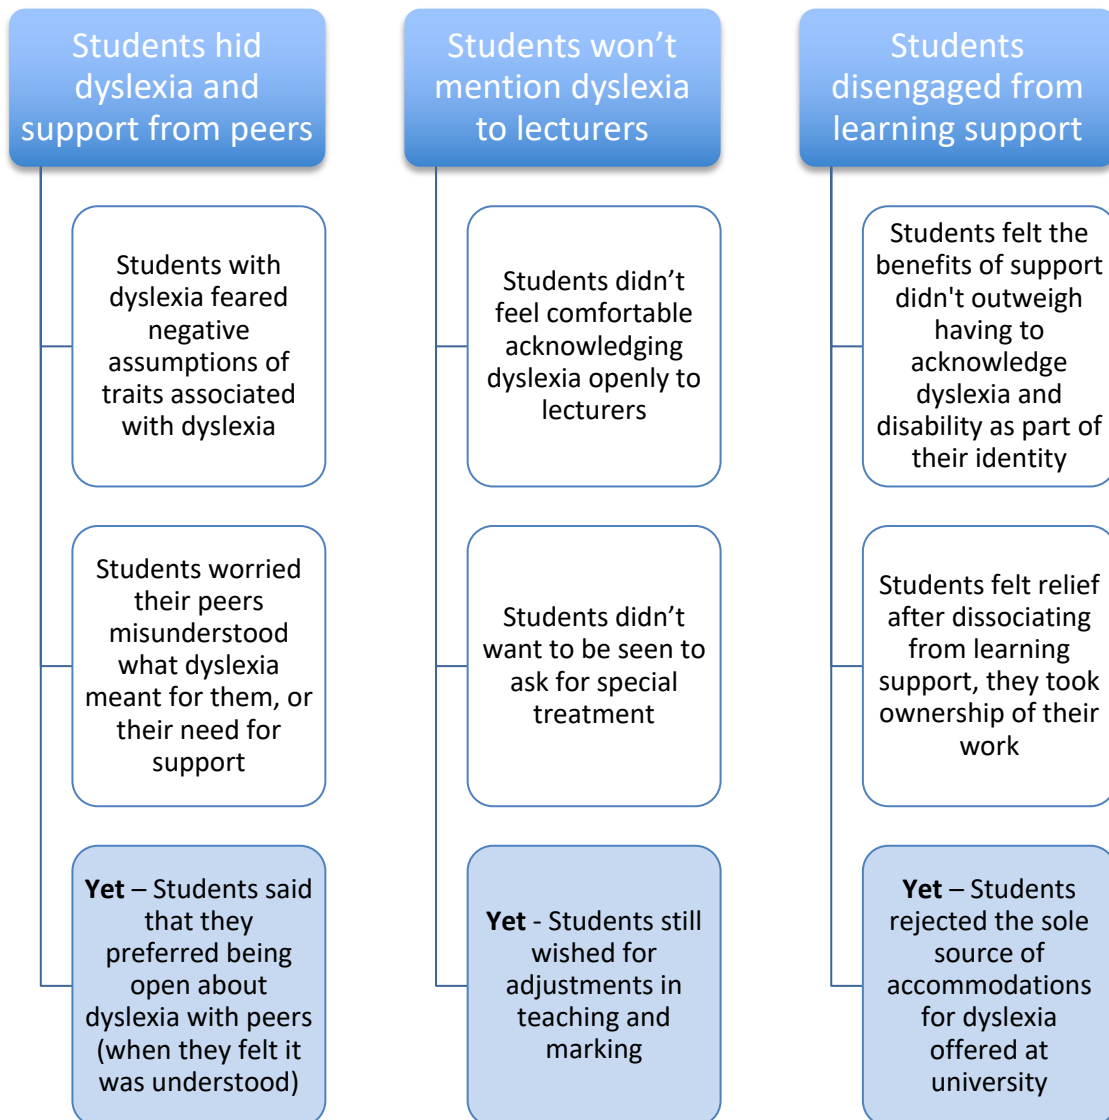 Students hid
dyslexia and
support from peers
Students with
dyslexia feared
negative
assumptions of
traits associated
with dyslexia
Students worried
their peers
misunderstood
what dyslexia
meant for them, or
their need for
support
Yet – Students said
that they
preferred being
open about
dyslexia with peers
(when they felt it
was understood)
Students won’t
mention dyslexia
to lecturers
Students didn’t
feel comfortable
acknowledging
dyslexia openly to
lecturers
Students didn’t
want to be seen to
ask for special
treatment
Yet - Students still
wished for
adjustments in
teaching and
marking
Students
disengaged from
learning support
Students felt the
benefits of support
didn't outweigh
having to
acknowledge
dyslexia and
disability as part of
their identity
Students felt relief
after dissociating
from learning
support, they took
ownership of their
work
Yet – Students
rejected the sole
source of
accommodations
for dyslexia
offered at
university